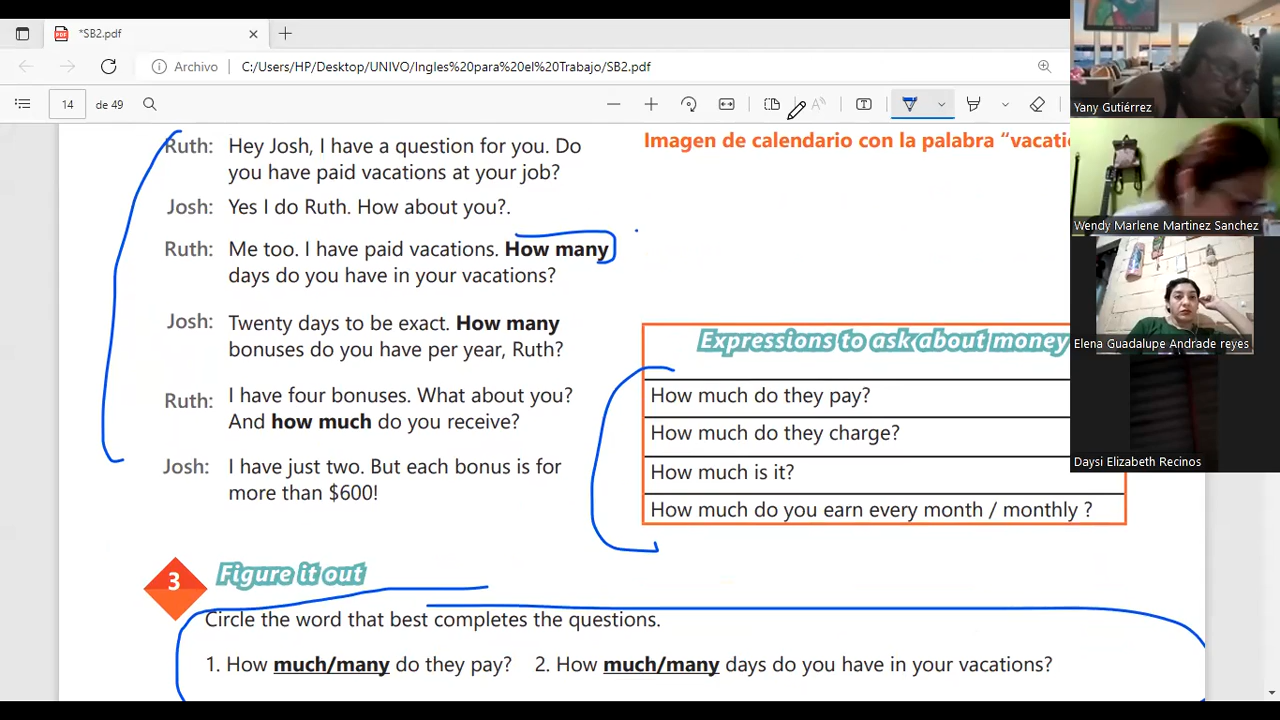 *SB2.pdf
Archivo
C:/Users/HP/Desktop/UNIVO/Ingles%20para%20el%20Trabajo/SB2.pdf
14 de 49
Yany Gutiérrez
Ruth: Hey Josh, I have a question for you. Do
you have paid vacations at your job?
Josh: Yes I do Ruth. How about you?.
Ruth: Me too. I have paid vacations. How many
days do you have in your vacations?
Josh: Twenty days to be exact. How many
bonuses do you have per year, Ruth?
Ruth: I have four bonuses. What about you?
And how much do you receive?
Josh: I have just two. But each bonus is for
more than $600!
Imagen de calendario con la palabra “vacati
Wendy Marlene Martinez Sanchez
Elena Guadalupe Andrade reyes
Daysi Elizabeth Recinos
Expressions to ask about money
How much do they pay?
How much do they charge?
How much is it?
How much do you earn every month / monthly ?
3 Figure it out
Circle the word that best completes the questions.
1. How much/many do they pay? 2. How much/many days do you have in your vacations?